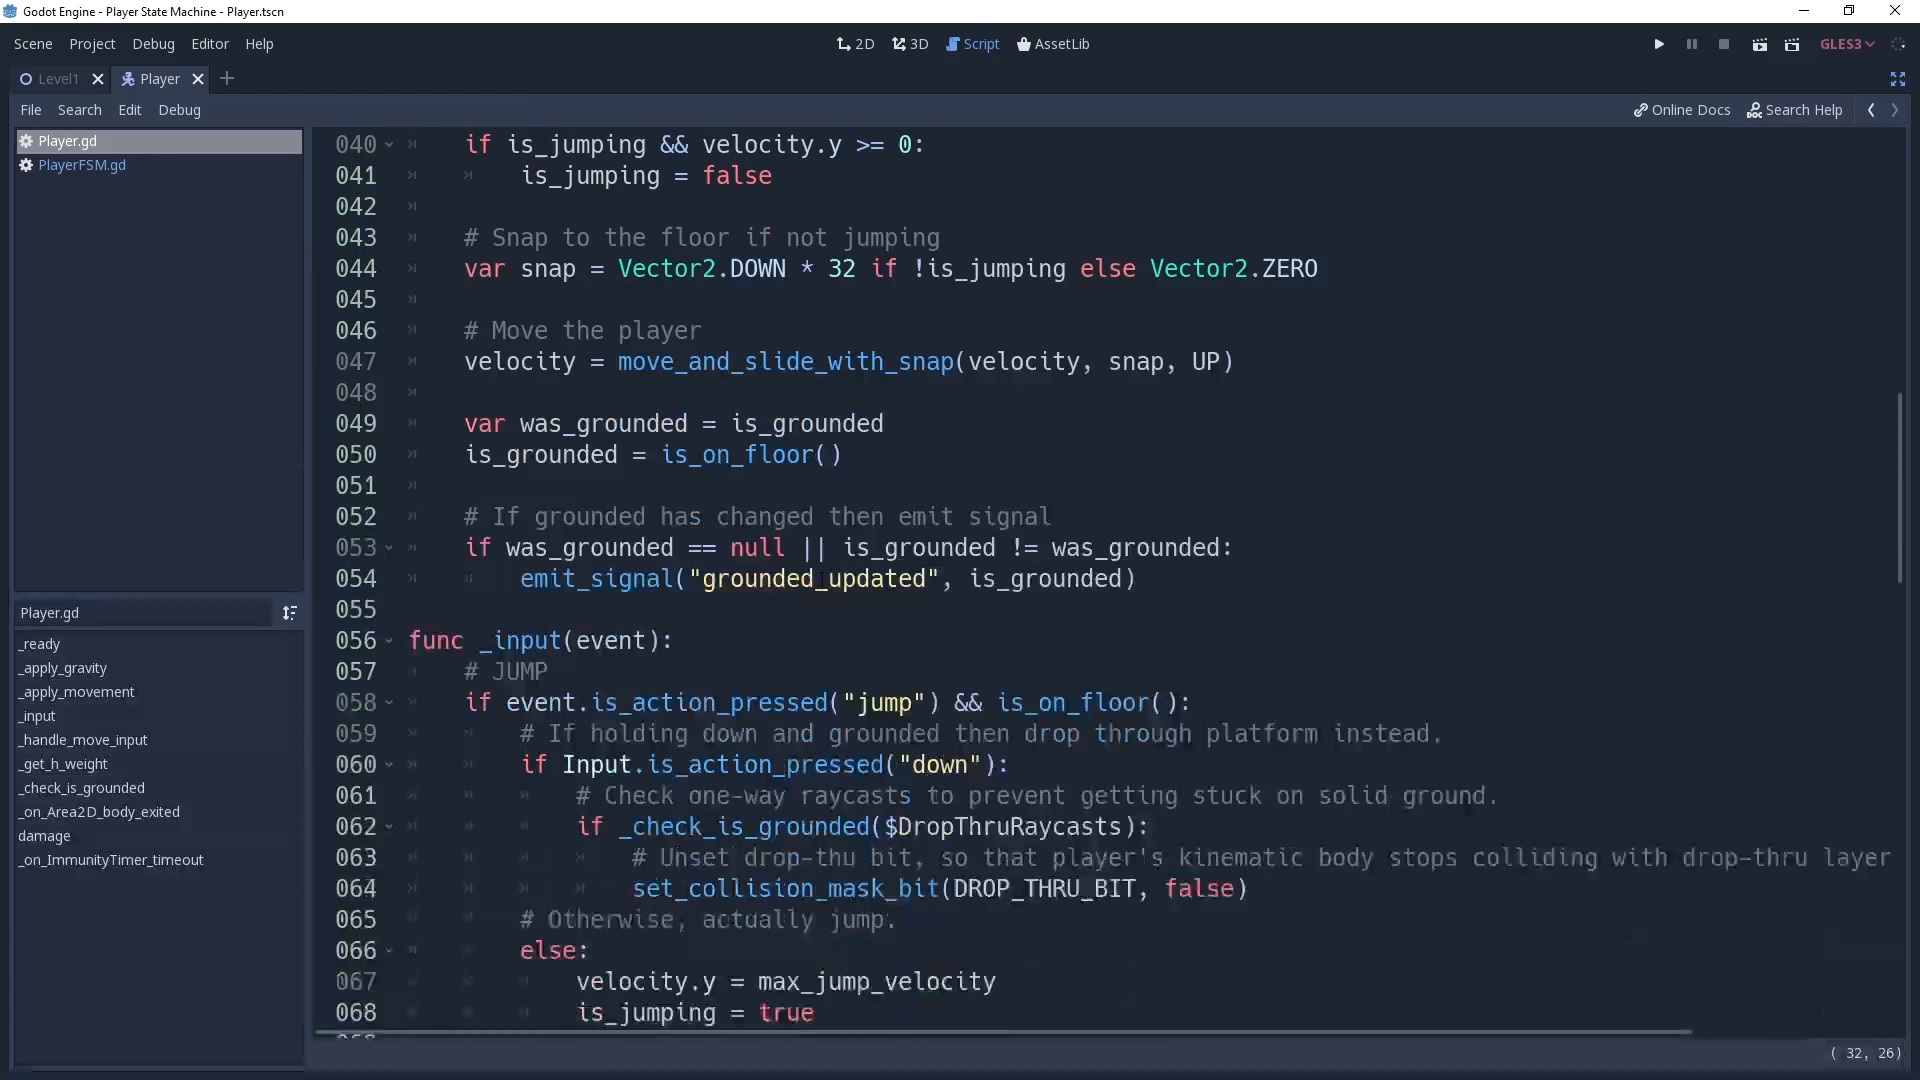 Godot Engine - Player State Machine - Player.tscn
Scene Project Debug Editor Help
2D 3D Script AssetLib
GLES3
Level1 Player
File Search Edit Debug
Online Docs Search Help
Player.gd
PlayerFSM.gd
Player.gd
_ready
_apply_gravity
_apply_movement
_input
_handle_move_input
_get_h_weight
_check_is_grounded
_on_Area2D_body_exited
damage
_on_ImmunityTimer_timeout
040 if is_jumping && velocity.y >= 0:
041 is_jumping = false
042
043 # Snap to the floor if not jumping
044 var snap = Vector2.DOWN * 32 if !is_jumping else Vector2.ZERO
045
046 # Move the player
047 velocity = move_and_slide_with_snap(velocity, snap, UP)
048
049 var was_grounded = is_grounded
050 is_grounded = is_on_floor()
051
052 # If grounded has changed then emit signal
053 if was_grounded == null || is_grounded != was_grounded:
054 emit_signal("grounded_updated", is_grounded)
055
056 func _input(event):
057 # JUMP
058 if event.is_action_pressed("jump") && is_on_floor():
059 # If holding down and grounded then drop through platform instead.
060 if Input.is_action_pressed("down"):
061 # Check one-way raycasts to prevent getting stuck on solid ground.
062 if _check_is_grounded($DropThruRaycasts):
063 # Unset drop-thu bit, so that player's kinematic body stops colliding with drop-thru layer
064 set_collision_mask_bit(DROP_THRU_BIT, false)
065 # Otherwise, actually jump.
066 else:
067 velocity.y = max_jump_velocity
068 is_jumping = true
( 32, 26)